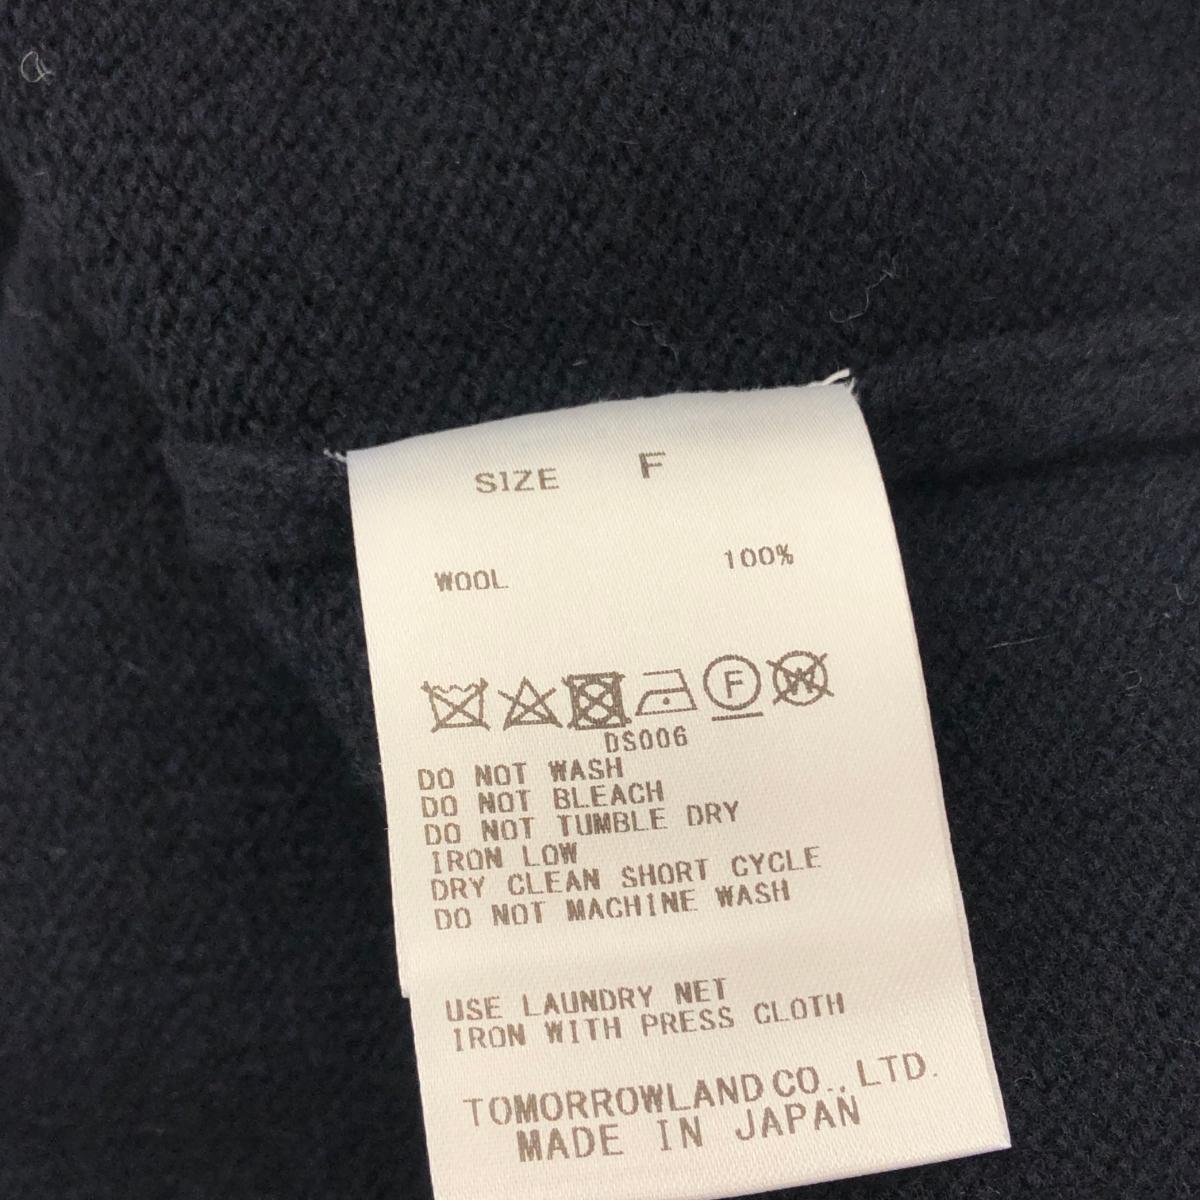 SIZE F
WOOL 100%
F W
DS006
DO NOT WASH
DO NOT BLEACH
DO NOT TUMBLE DRY
IRON LOW
DRY CLEAN SHORT CYCLE
DO NOT MACHINE WASH
USE LAUNDRY NET
IRON WITH PRESS CLOTH
TOMORROWLAND CO., LTD.
MADE IN JAPAN